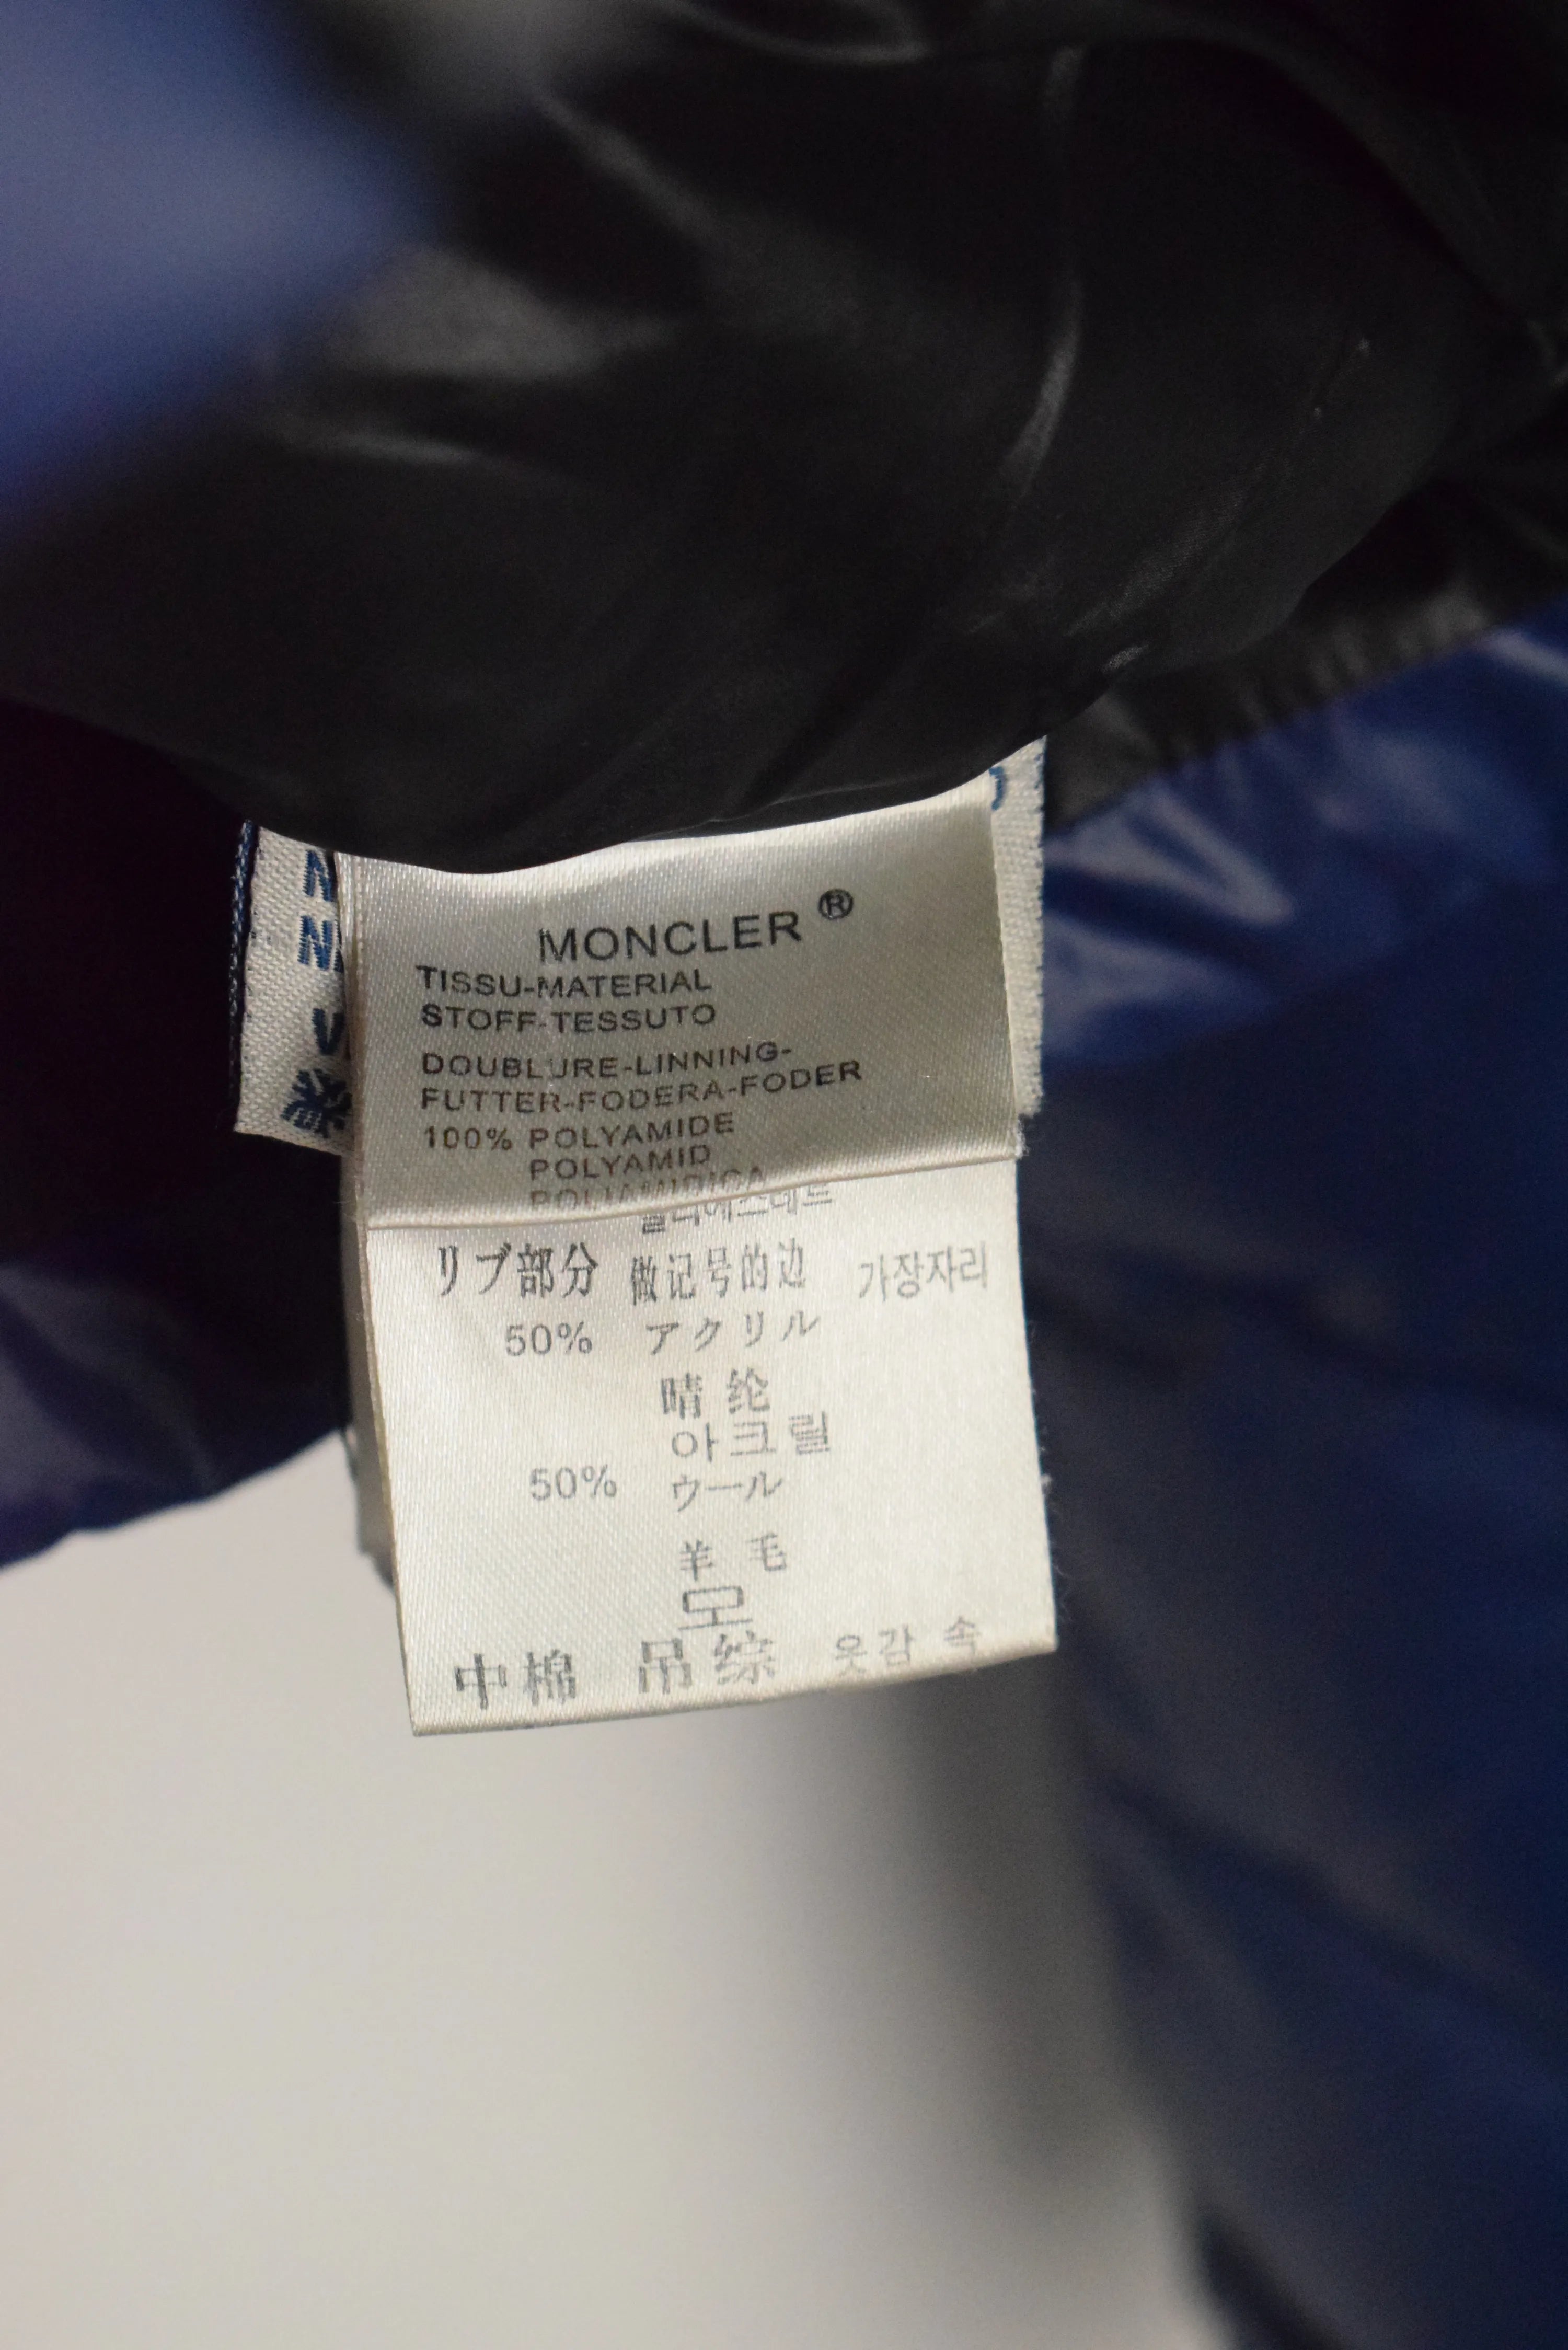 MONCLER ®
TISSU-MATERIAL
STOFF-TESSUTO
DOUBLURE-LINNING-
FUTTER-FODERA-FODER
100% POLYAMIDE
POLYAMID
POLIAMIDICA
リブ部分 做记号的边 가장자리
50% アクリル
晴纶
아크릴
50% ウール
羊毛
모
中棉 吊综 옷감 속